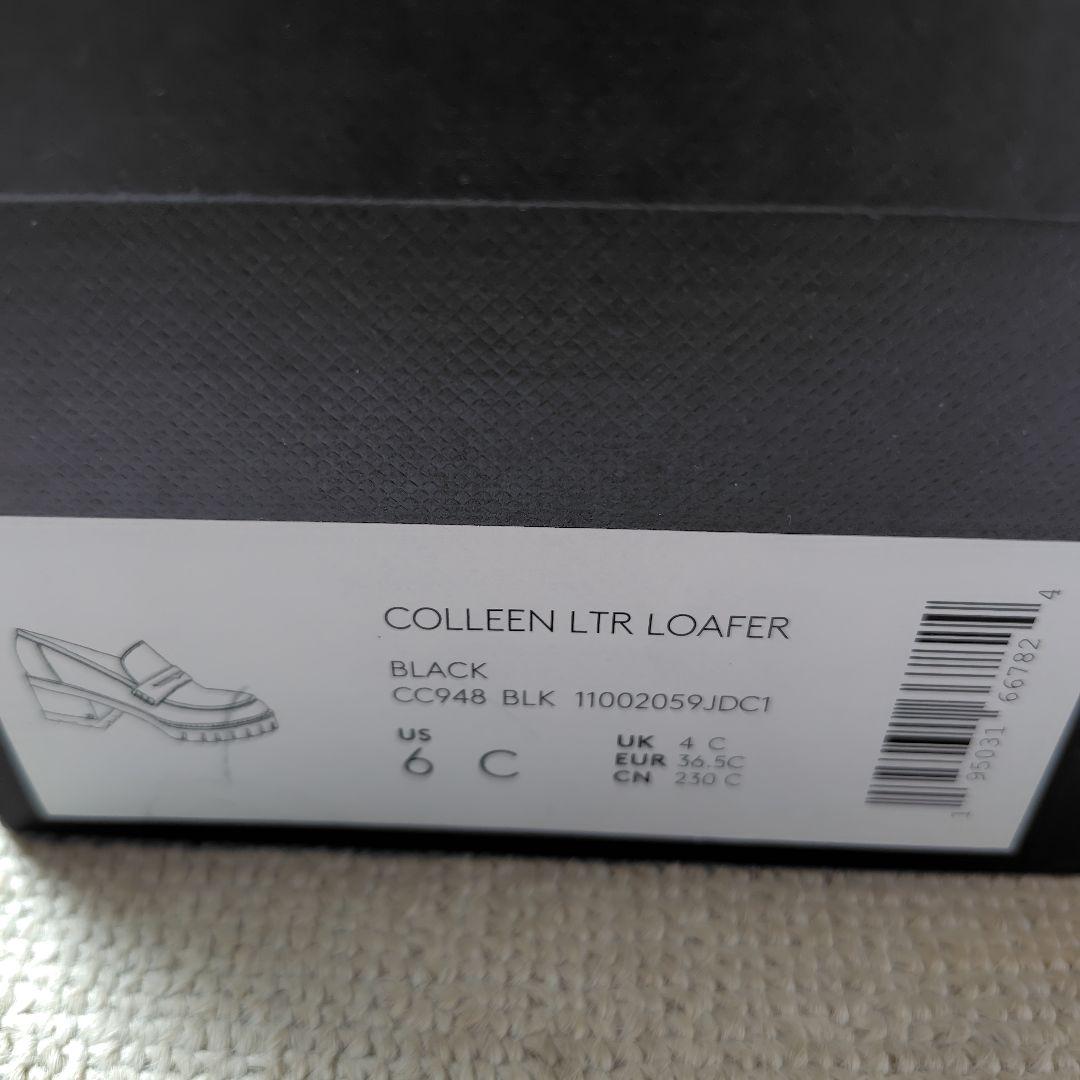 COLLEEN LTR LOAFER
BLACK
CC948 BLK 11002059JDC1
US
6 C
UK 4 C
EUR 36.5C
CN 230 C
1 95031 66782 4